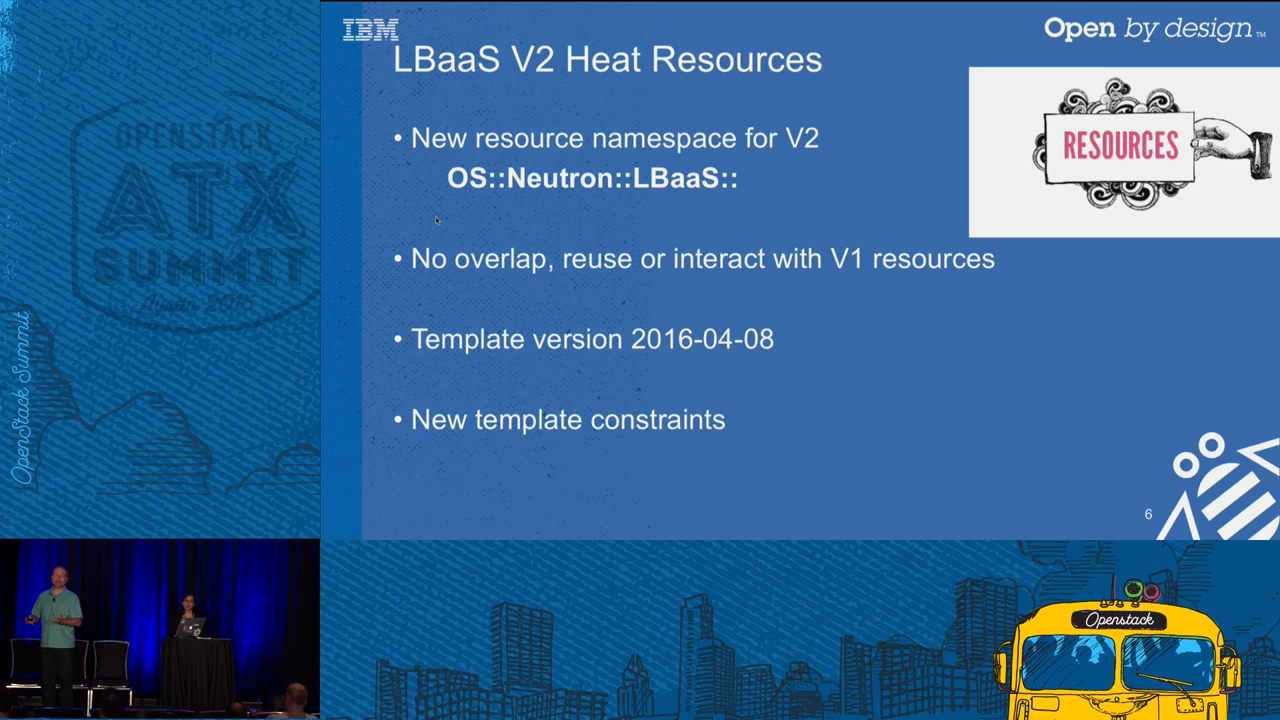 IBM
Open by design™
LBaaS V2 Heat Resources
• New resource namespace for V2
OS::Neutron::LBaaS::
• No overlap, reuse or interact with V1 resources
• Template version 2016-04-08
• New template constraints
RESOURCES
6
OPENSTACK
ATX
SUMMIT
Austin 2016
OpenStack Summit
Openstack